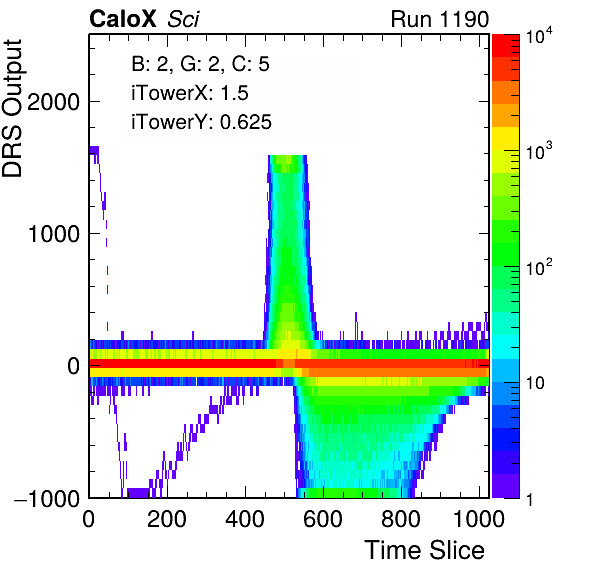 CaloX Sci Run 1190
DRS Output
B: 2, G: 2, C: 5
iTowerX: 1.5
iTowerY: 0.625
2000
1000
0
−1000
0 200 400 600 800 1000
Time Slice
10⁴
10³
10²
10
1